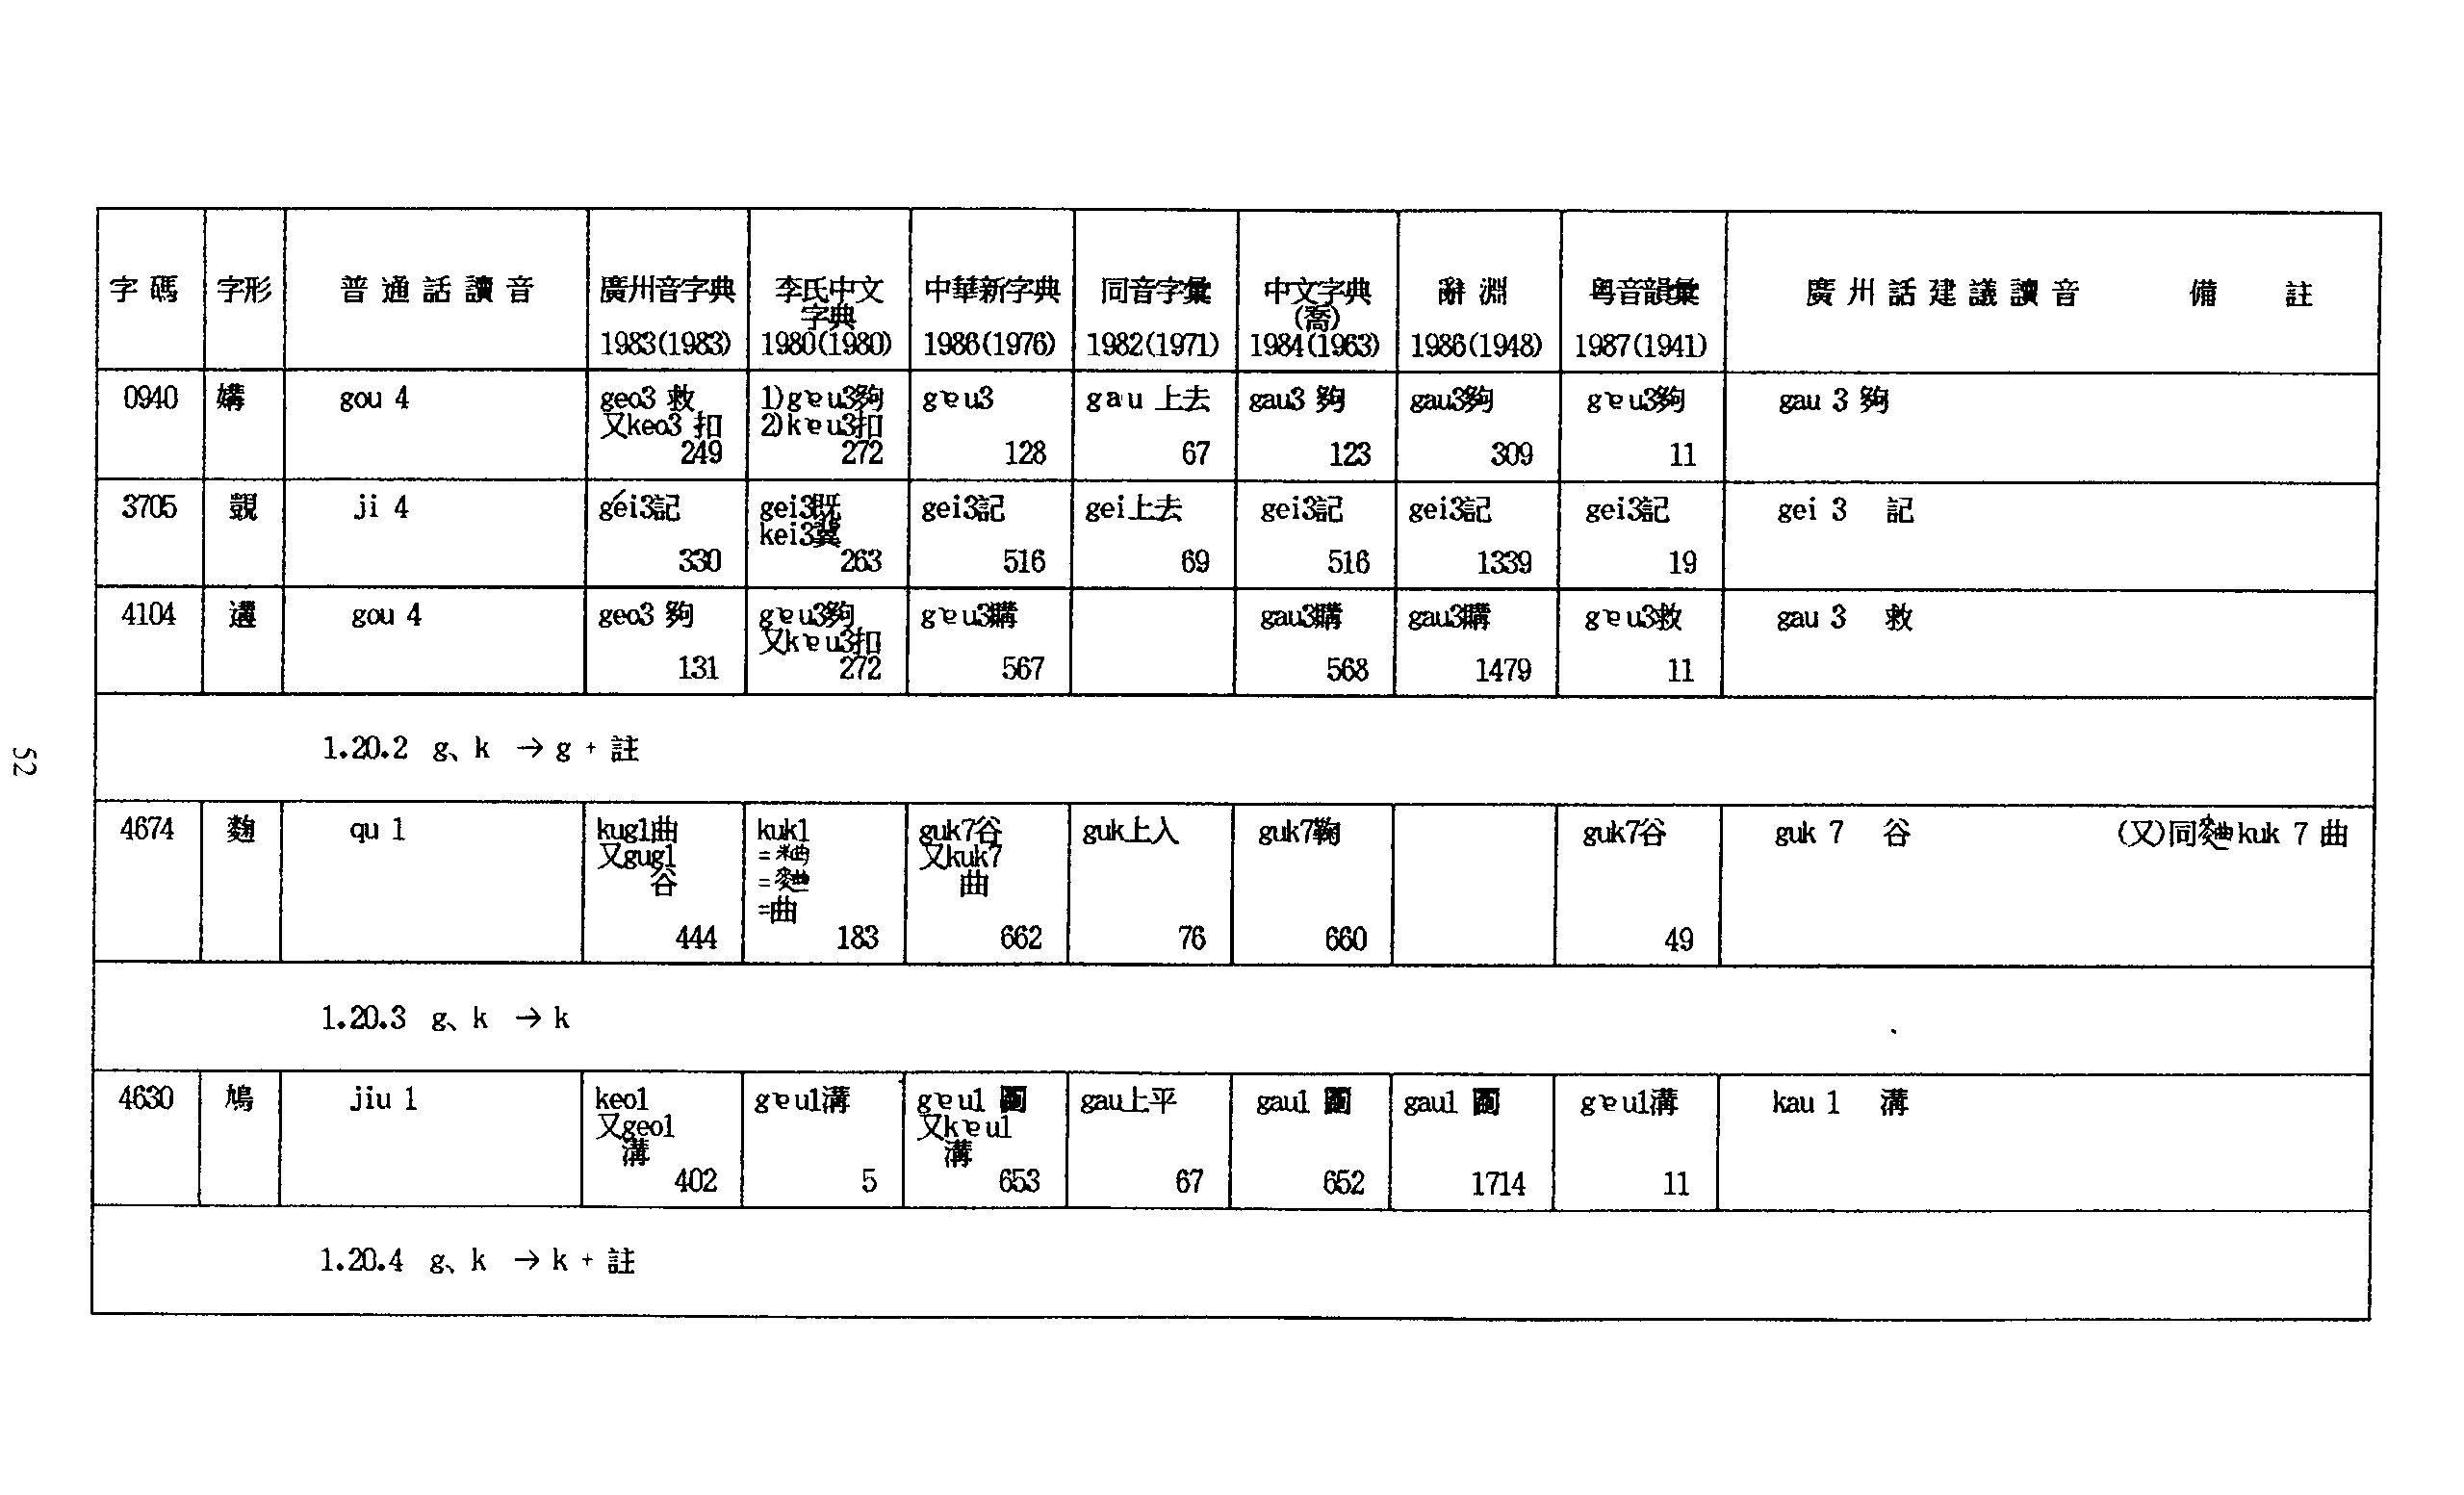 字碼 字形 普通話讀音 廣州音字典 1983(1983) 李氏中文字典 1980(1980) 中華新字典 1986(1976) 同音字彙 1982(1971) 中文字典(喬) 1984(1963) 辭淵 1986(1948) 粵音韻彙 1987(1941) 廣州話建議讀音 備註
0940 媾 gou 4 geo3 救 又keo3 扣 249 1)gɐu3夠 2)kɐu3扣 272 gɐu3 128 gau 上去 67 gau3 夠 123 gau3夠 309 gɐu3夠 11 gau 3 夠
3705 覬 ji 4 géi3記 330 gei3既 kei3冀 263 gei3記 516 gei上去 69 gei3記 516 gei3記 1339 gei3記 19 gei 3 記
4104 遘 gou 4 geo3 夠 131 gɐu3夠 又kɐu3扣 272 gɐu3購 567 gau3購 568 gau3購 1479 gɐu3救 11 gau 3 救
1.20.2 g、k → g + 註
4674 麴 qu 1 kug1曲 又gug1 谷 444 kuk1 =粬 =麯 =曲 183 guk7谷 又kuk7 曲 662 guk上入 76 guk7鞠 660 guk7谷 49 guk 7 谷 (又)同麯kuk 7 曲
1.20.3 g、k → k
4630 鳩 jiu 1 keo1 又geo1 溝 402 gɐu1溝 5 gɐu1 又kɐu1 溝 653 gau上平 67 gau1 652 gau1 1714 gɐu1溝 11 kau 1 溝
1.20.4 g、k → k + 註
52